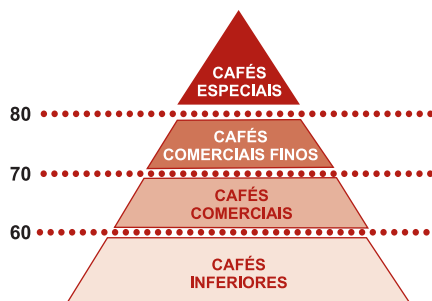 CAFÉS
ESPECIAIS
80
CAFÉS
COMERCIAIS FINOS
70
CAFÉS
COMERCIAIS
60
CAFÉS
INFERIORES